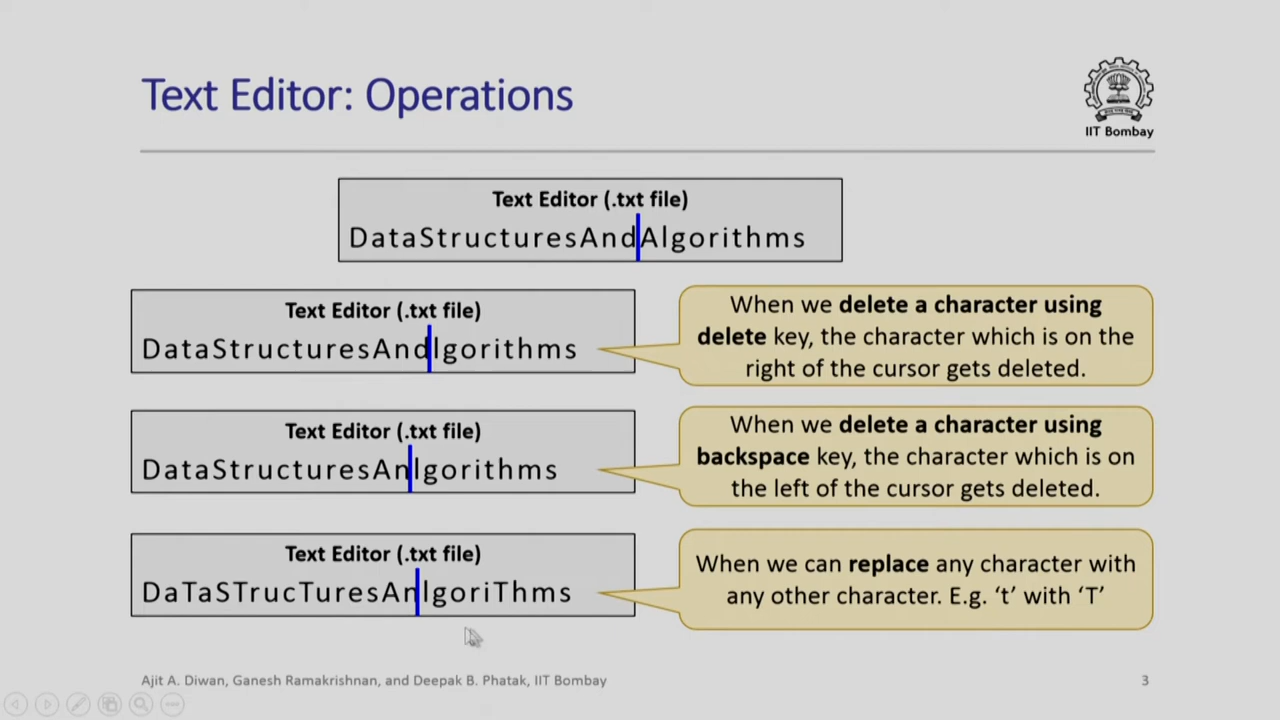 Text Editor: Operations
IIT Bombay
Text Editor (.txt file)
DataStructuresAndAlgorithms
Text Editor (.txt file)
DataStructuresAndlgorithms
When we delete a character using
delete key, the character which is on the
right of the cursor gets deleted.
Text Editor (.txt file)
DataStructuresAnlgorithms
When we delete a character using
backspace key, the character which is on
the left of the cursor gets deleted.
Text Editor (.txt file)
DaTaSTrucTuresAnlgoriThms
When we can replace any character with
any other character. E.g. ‘t’ with ‘T’
Ajit A. Diwan, Ganesh Ramakrishnan, and Deepak B. Phatak, IIT Bombay
3